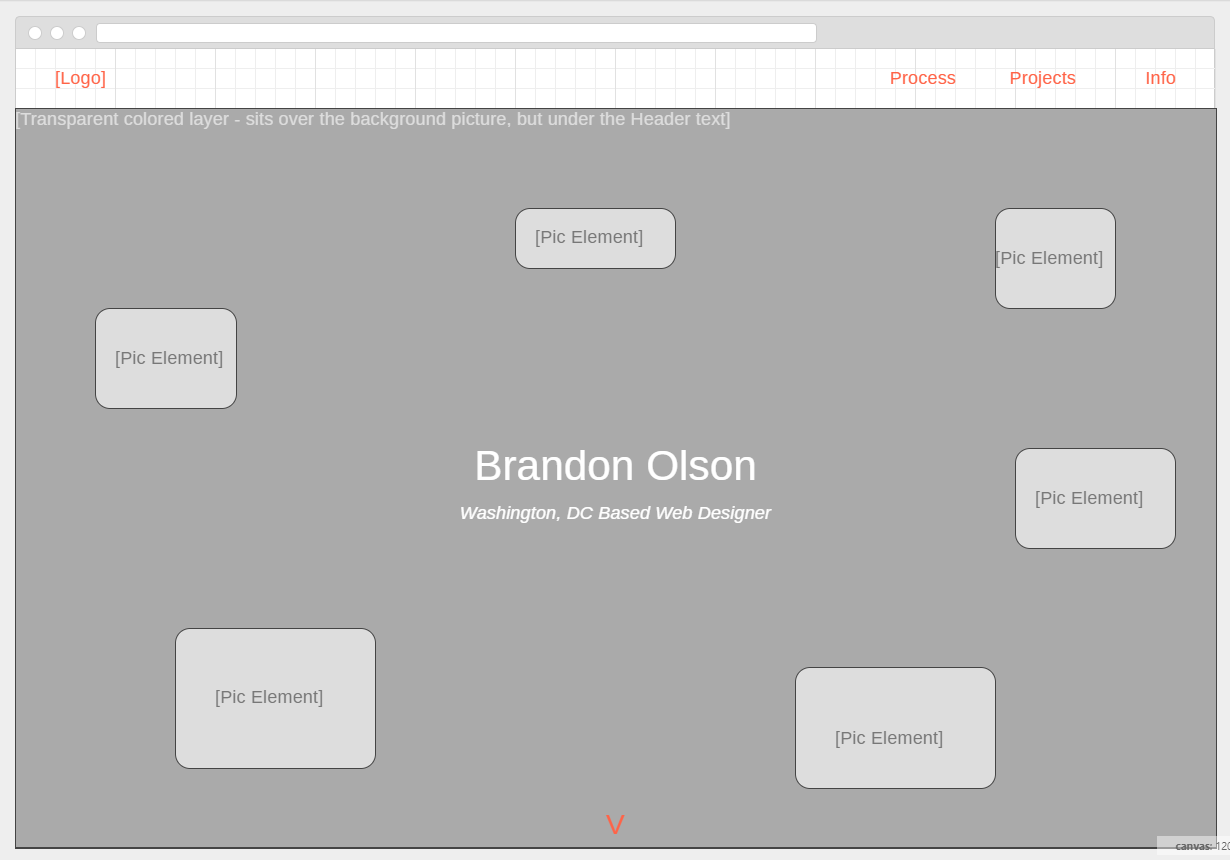 [Logo] Process Projects Info
[Transparent colored layer - sits over the background picture, but under the Header text]
[Pic Element]
[Pic Element]
[Pic Element]
Brandon Olson
[Pic Element]
Washington, DC Based Web Designer
[Pic Element]
[Pic Element]
V
canvas: 120